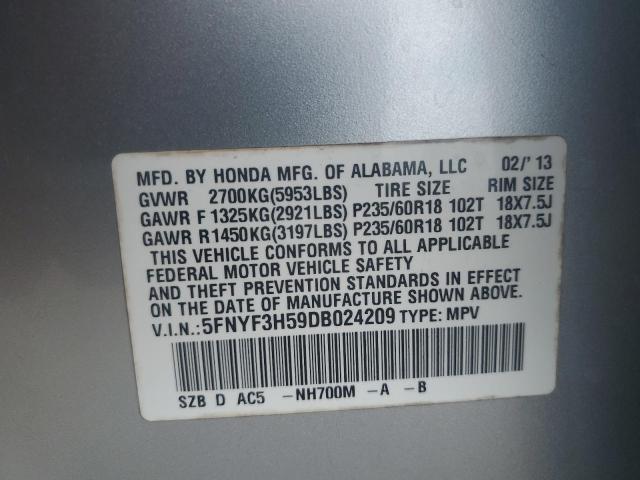 MFD. BY HONDA MFG. OF ALABAMA, LLC 02/'13
GVWR 2700KG(5953LBS) TIRE SIZE RIM SIZE
GAWR F 1325KG(2921LBS) P235/60R18 102T 18X7.5J
GAWR R1450KG(3197LBS) P235/60R18 102T 18X7.5J
THIS VEHICLE CONFORMS TO ALL APPLICABLE
FEDERAL MOTOR VEHICLE SAFETY
AND THEFT PREVENTION STANDARDS IN EFFECT
ON THE DATE OF MANUFACTURE SHOWN ABOVE.
V.I.N.:5FNYF3H59DB024209 TYPE: MPV
SZB D AC5 -NH700M -A -B